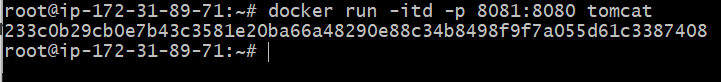 root@ip-172-31-89-71:~# docker run -itd -p 8081:8080 tomcat
233c0b29cb0e7b43c3581e20ba66a48290e88c34b8498f9f7a055d61c3387408
root@ip-172-31-89-71:~#